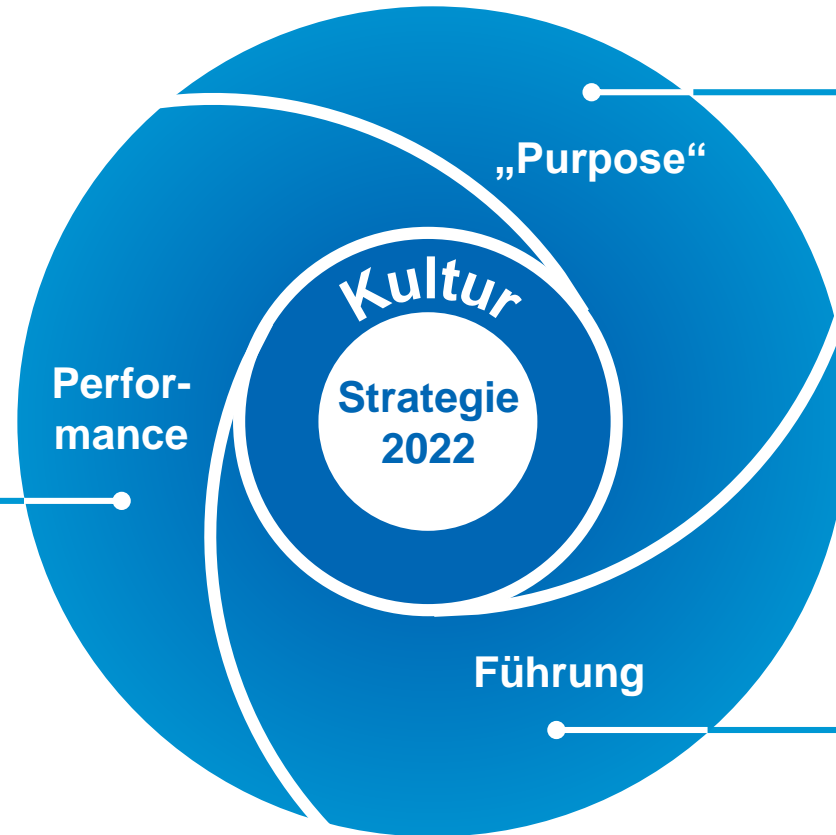 „Purpose“
Kultur
Strategie
2022
Perfor-
mance
Führung